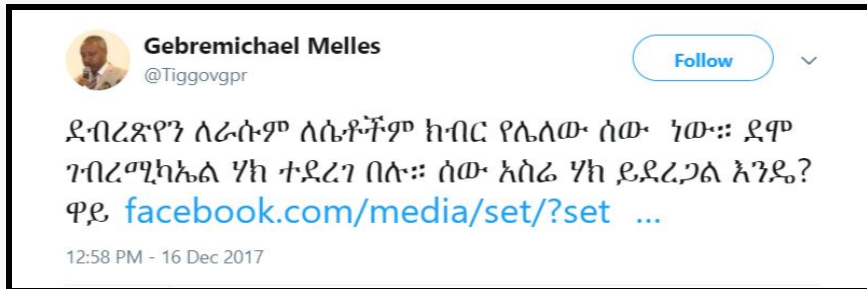 Gebremichael Melles
@Tiggovgpr
Follow
ደብረጽየን ለራሱም ለሴቶችም ክብር የሌለው ሰው ነው። ደሞ
ገብረሚካኤል ሃክ ተደረገ በሉ። ሰው አስሬ ሃክ ይደረጋል እንዴ?
ዋይ facebook.com/media/set/?set ...
12:58 PM - 16 Dec 2017